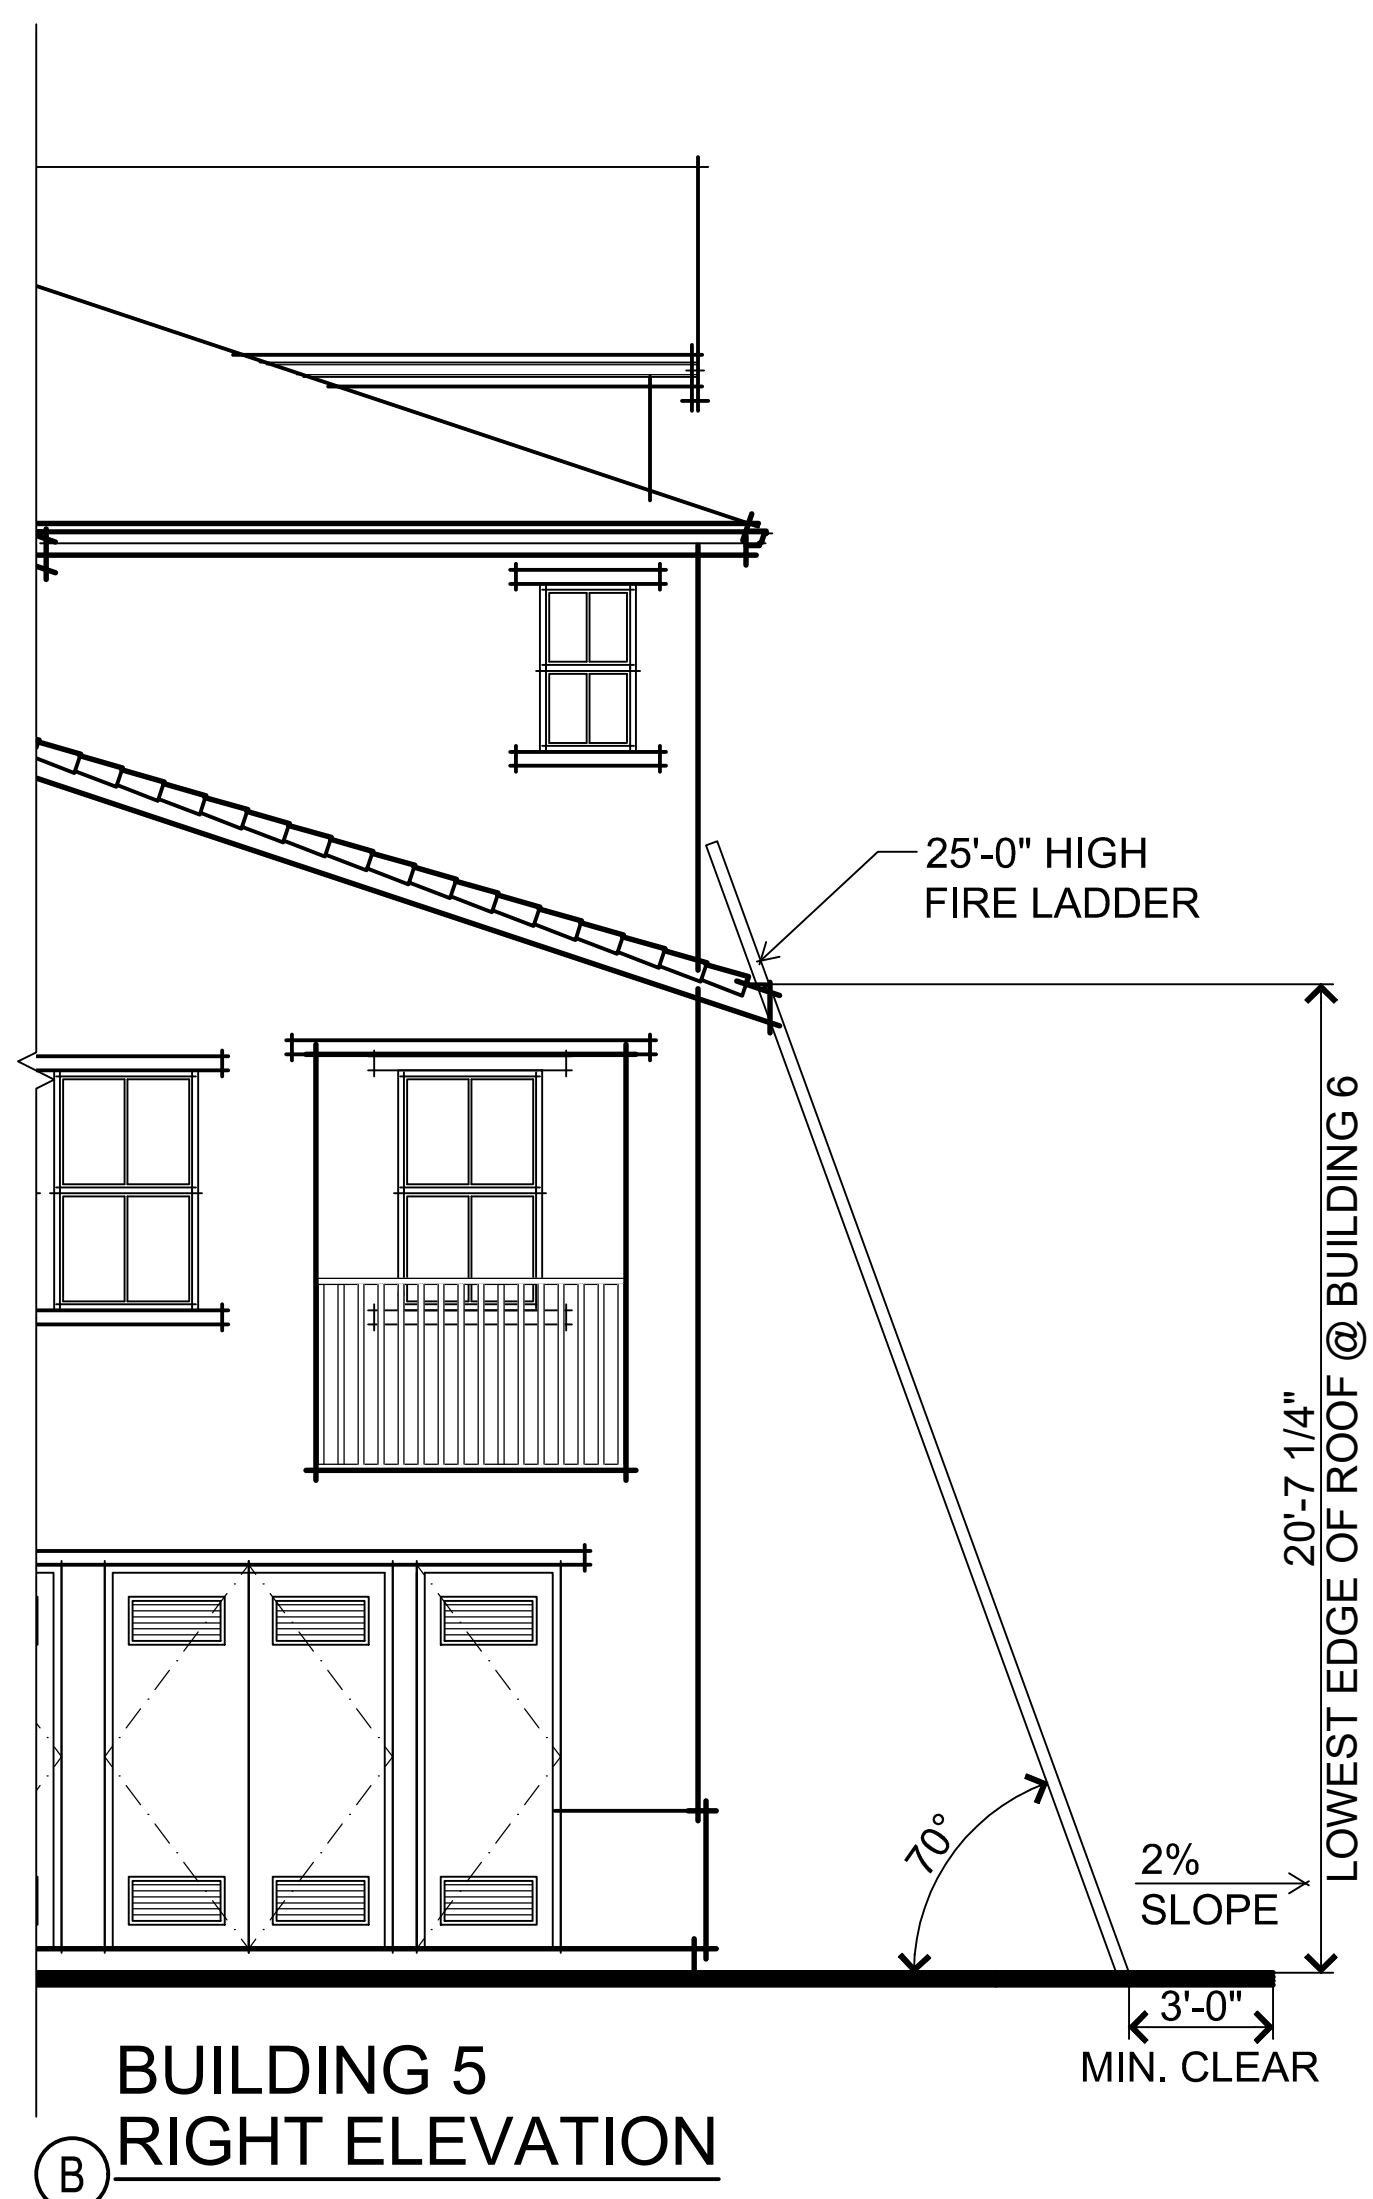 25'-0" HIGH
FIRE LADDER
20'-7 1/4"
LOWEST EDGE OF ROOF @ BUILDING 6
70°
2%
SLOPE
3'-0"
MIN. CLEAR
BUILDING 5
RIGHT ELEVATION
B